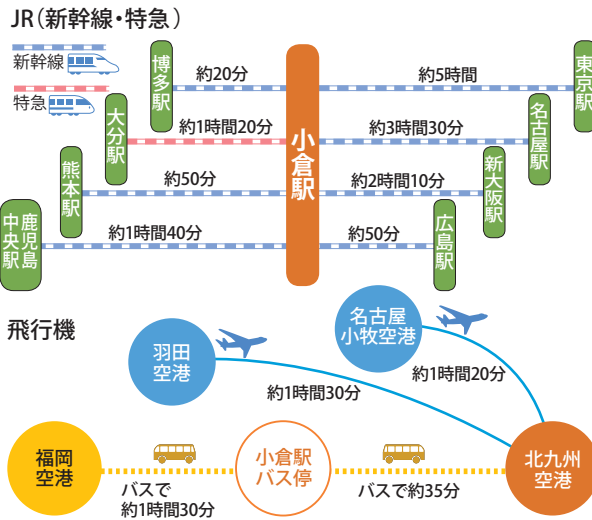 JR（新幹線・特急）
新幹線
特急
博多駅
約20分
大分駅
約1時間20分
熊本駅
約50分
鹿児島
中央駅
約1時間40分
小倉駅
約5時間
東京駅
約3時間30分
名古屋駅
約2時間10分
新大阪駅
約50分
広島駅
飛行機
羽田
空港
約1時間30分
名古屋
小牧空港
約1時間20分
福岡
空港
バスで
約1時間30分
小倉駅
バス停
バスで約35分
北九州
空港